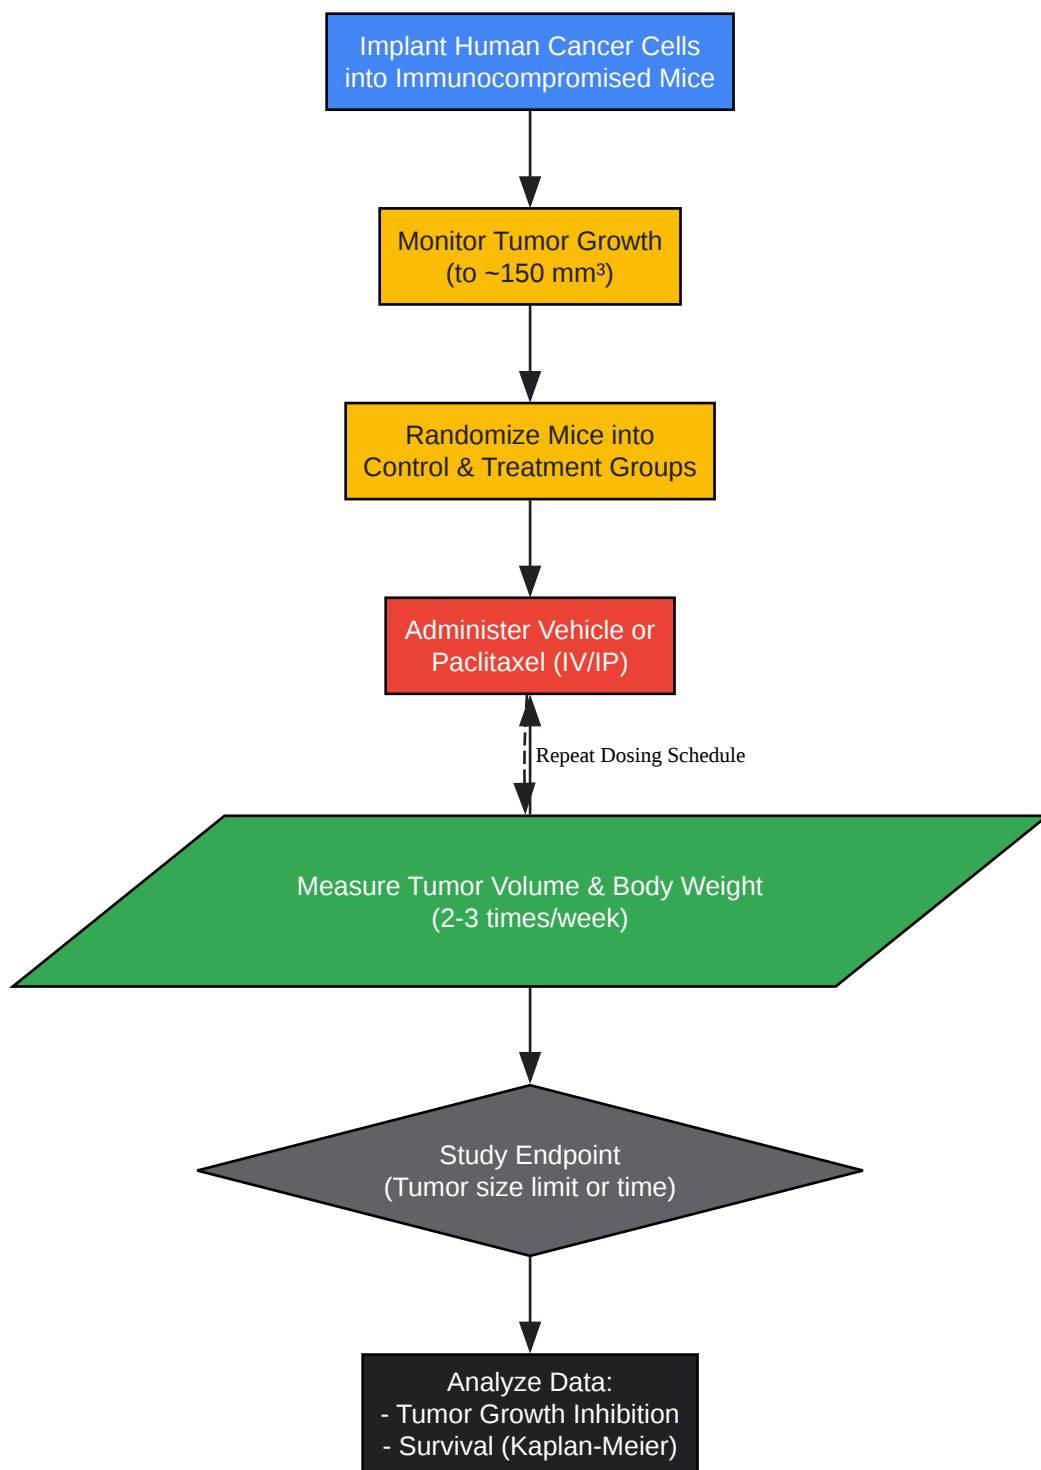 Implant Human Cancer Cells
into Immunocompromised Mice
Monitor Tumor Growth
(to ~150 mm³)
Randomize Mice into
Control & Treatment Groups
Administer Vehicle or
Paclitaxel (IV/IP)
Repeat Dosing Schedule
Measure Tumor Volume & Body Weight
(2-3 times/week)
Study Endpoint
(Tumor size limit or time)
Analyze Data:
- Tumor Growth Inhibition
- Survival (Kaplan-Meier)